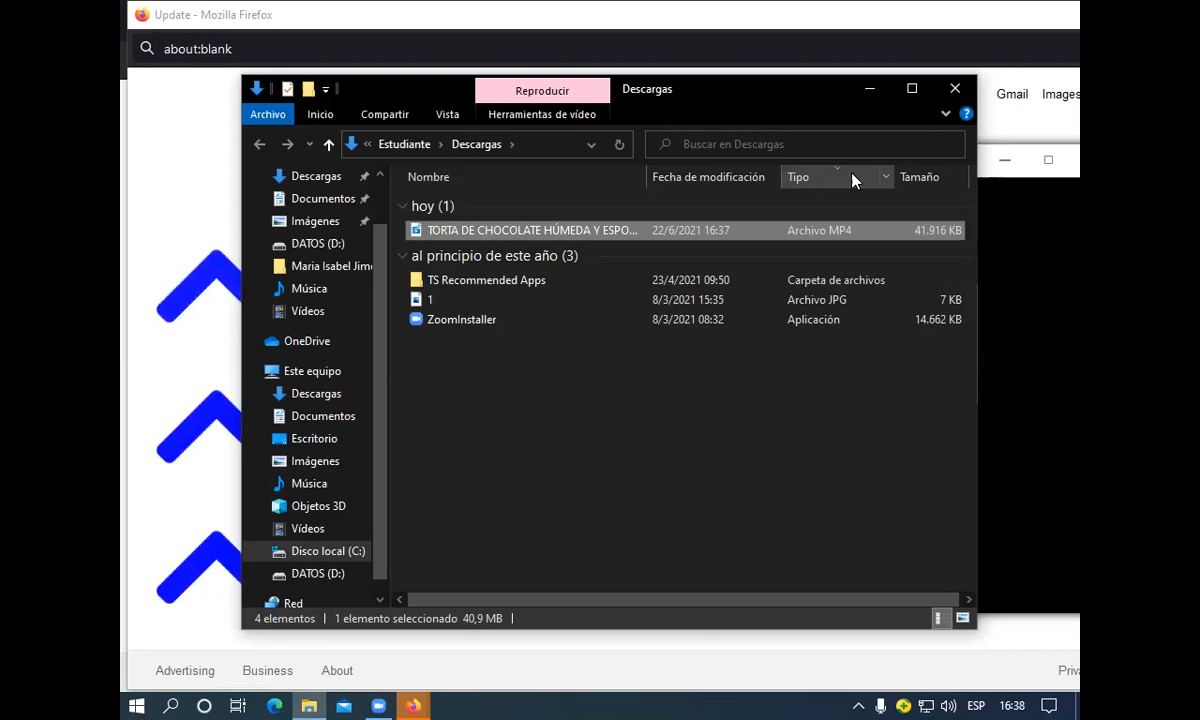 Update - Mozilla Firefox
about:blank
Gmail Images
Reproducir
Descargas
Archivo Inicio Compartir Vista Herramientas de vídeo
« Estudiante › Descargas ›
Buscar en Descargas
Nombre Fecha de modificación Tipo Tamaño
hoy (1)
TORTA DE CHOCOLATE HÚMEDA Y ESPO... 22/6/2021 16:37 Archivo MP4 41.916 KB
al principio de este año (3)
TS Recommended Apps 23/4/2021 09:50 Carpeta de archivos
1 8/3/2021 15:35 Archivo JPG 7 KB
ZoomInstaller 8/3/2021 08:32 Aplicación 14.662 KB
Descargas
Documentos
Imágenes
DATOS (D:)
Maria Isabel Jim
Música
Vídeos
OneDrive
Este equipo
Descargas
Documentos
Escritorio
Imágenes
Música
Objetos 3D
Vídeos
Disco local (C:)
DATOS (D:)
Red
4 elementos 1 elemento seleccionado 40,9 MB
Advertising Business About Priva
ESP 16:38